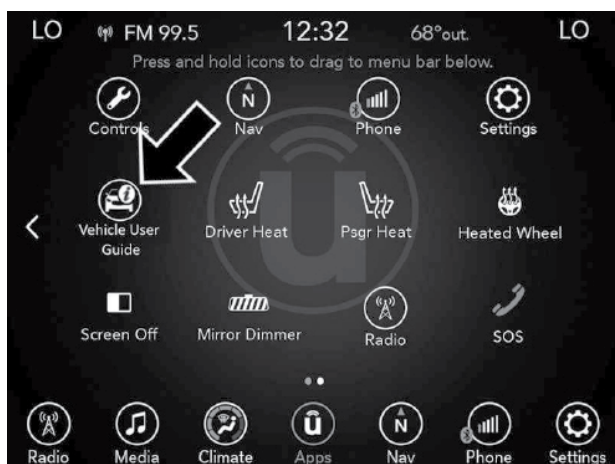 LO FM 99.5 12:32 68°out. LO
Press and hold icons to drag to menu bar below.
Controls Nav Phone Settings
N
Vehicle User Guide
Driver Heat Psgr Heat Heated Wheel
Screen Off Mirror Dimmer Radio SOS
N
Radio Media Climate Apps Nav Phone Settings